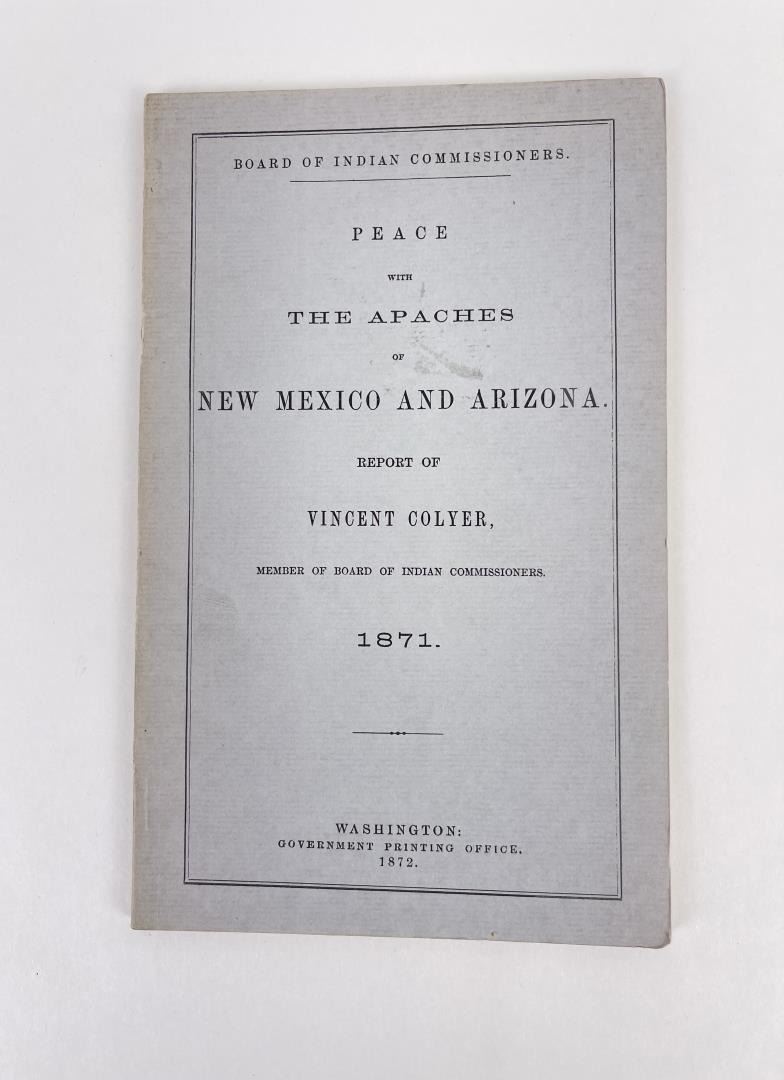 BOARD OF INDIAN COMMISSIONERS.
PEACE
WITH
THE APACHES
OF
NEW MEXICO AND ARIZONA.
REPORT OF
VINCENT COLYER,
MEMBER OF BOARD OF INDIAN COMMISSIONERS.
1871.
WASHINGTON:
GOVERNMENT PRINTING OFFICE.
1872.